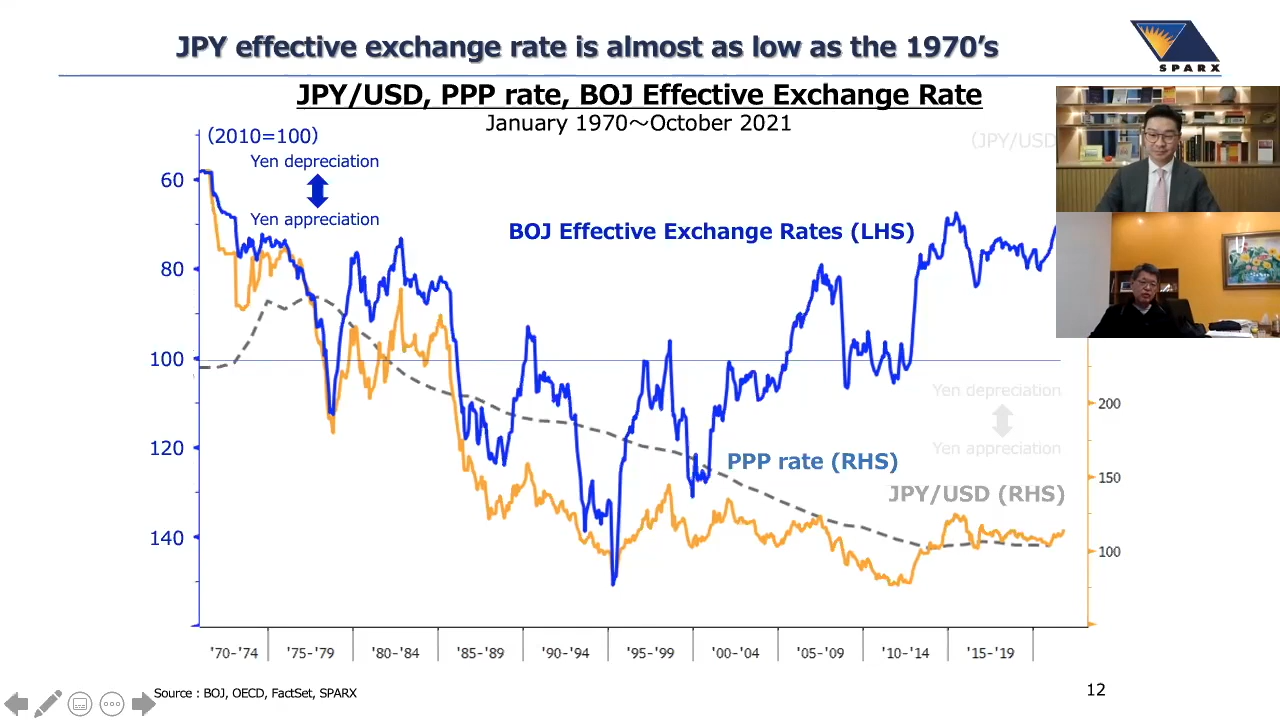 JPY effective exchange rate is almost as low as the 1970's
SPARX
JPY/USD, PPP rate, BOJ Effective Exchange Rate
January 1970～October 2021
(2010=100)
(JPY/USD
Yen depreciation
Yen appreciation
BOJ Effective Exchange Rates (LHS)
60
80
100
120
140
Yen depreciation
Yen appreciation
200
150
100
PPP rate (RHS)
JPY/USD (RHS)
'70-'74
'75-'79
'80-'84
'85-'89
'90-'94
'95-'99
'00-'04
'05-'09
'10-'14
'15-'19
Source : BOJ, OECD, FactSet, SPARX
12